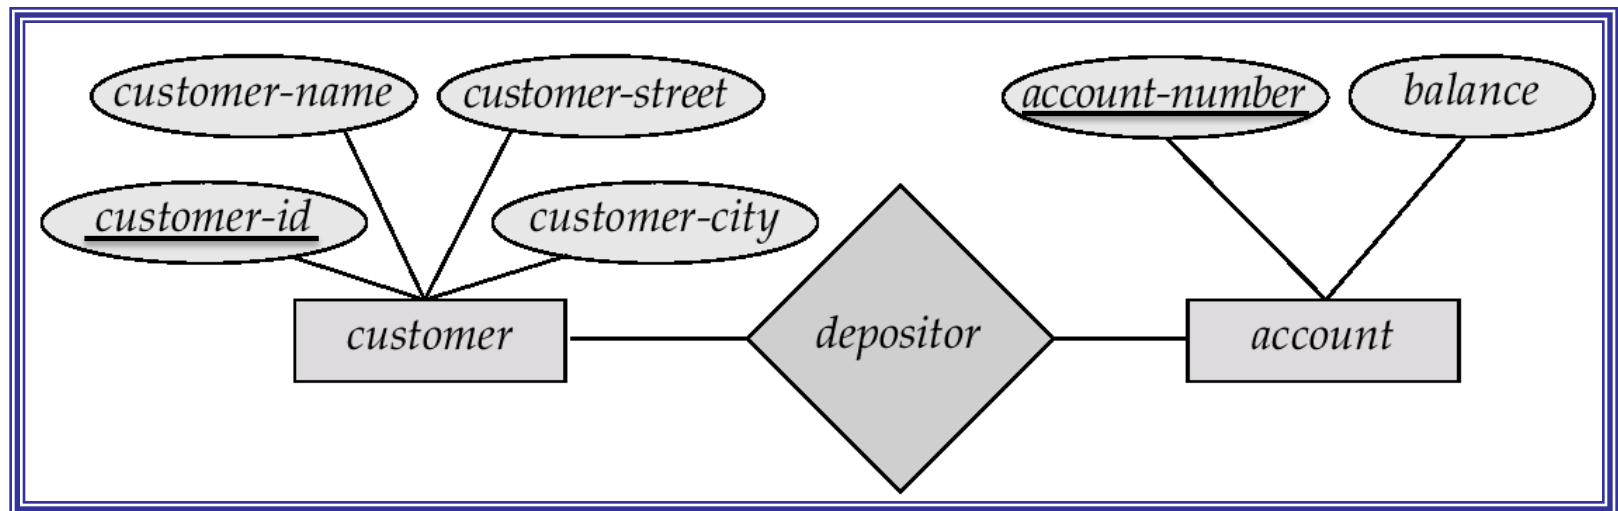 customer-name
customer-street
account-number
balance
customer-id
customer-city
customer
depositor
account